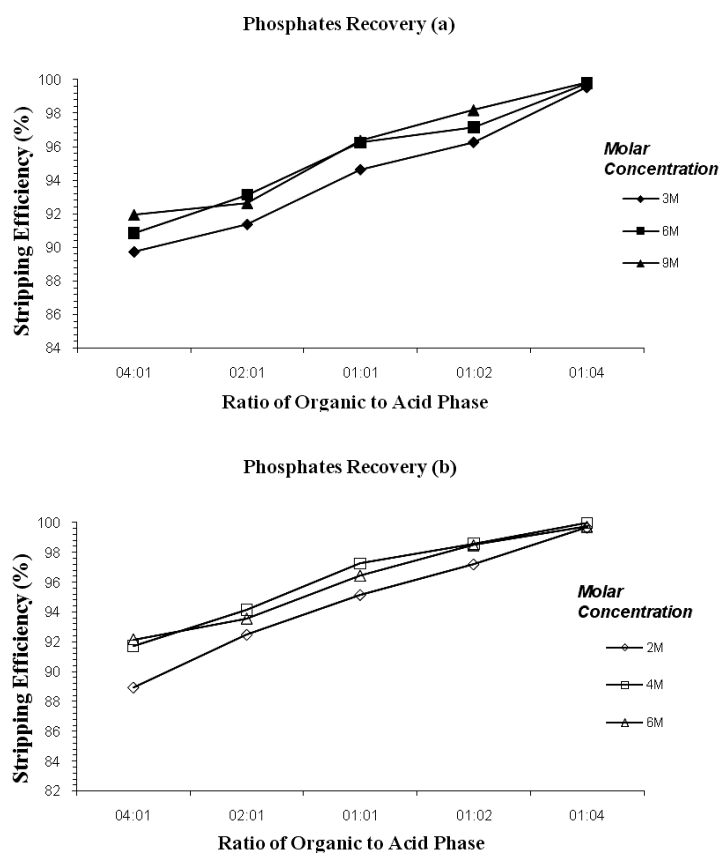 Phosphates Recovery (a)
Stripping Efficiency (%)
100
98
96
94
92
90
88
86
84
04:01 02:01 01:01 01:02 01:04
Ratio of Organic to Acid Phase
Molar
Concentration
3M
6M
9M
Phosphates Recovery (b)
Stripping Efficiency (%)
100
98
96
94
92
90
88
86
84
82
04:01 02:01 01:01 01:02 01:04
Ratio of Organic to Acid Phase
Molar
Concentration
2M
4M
6M